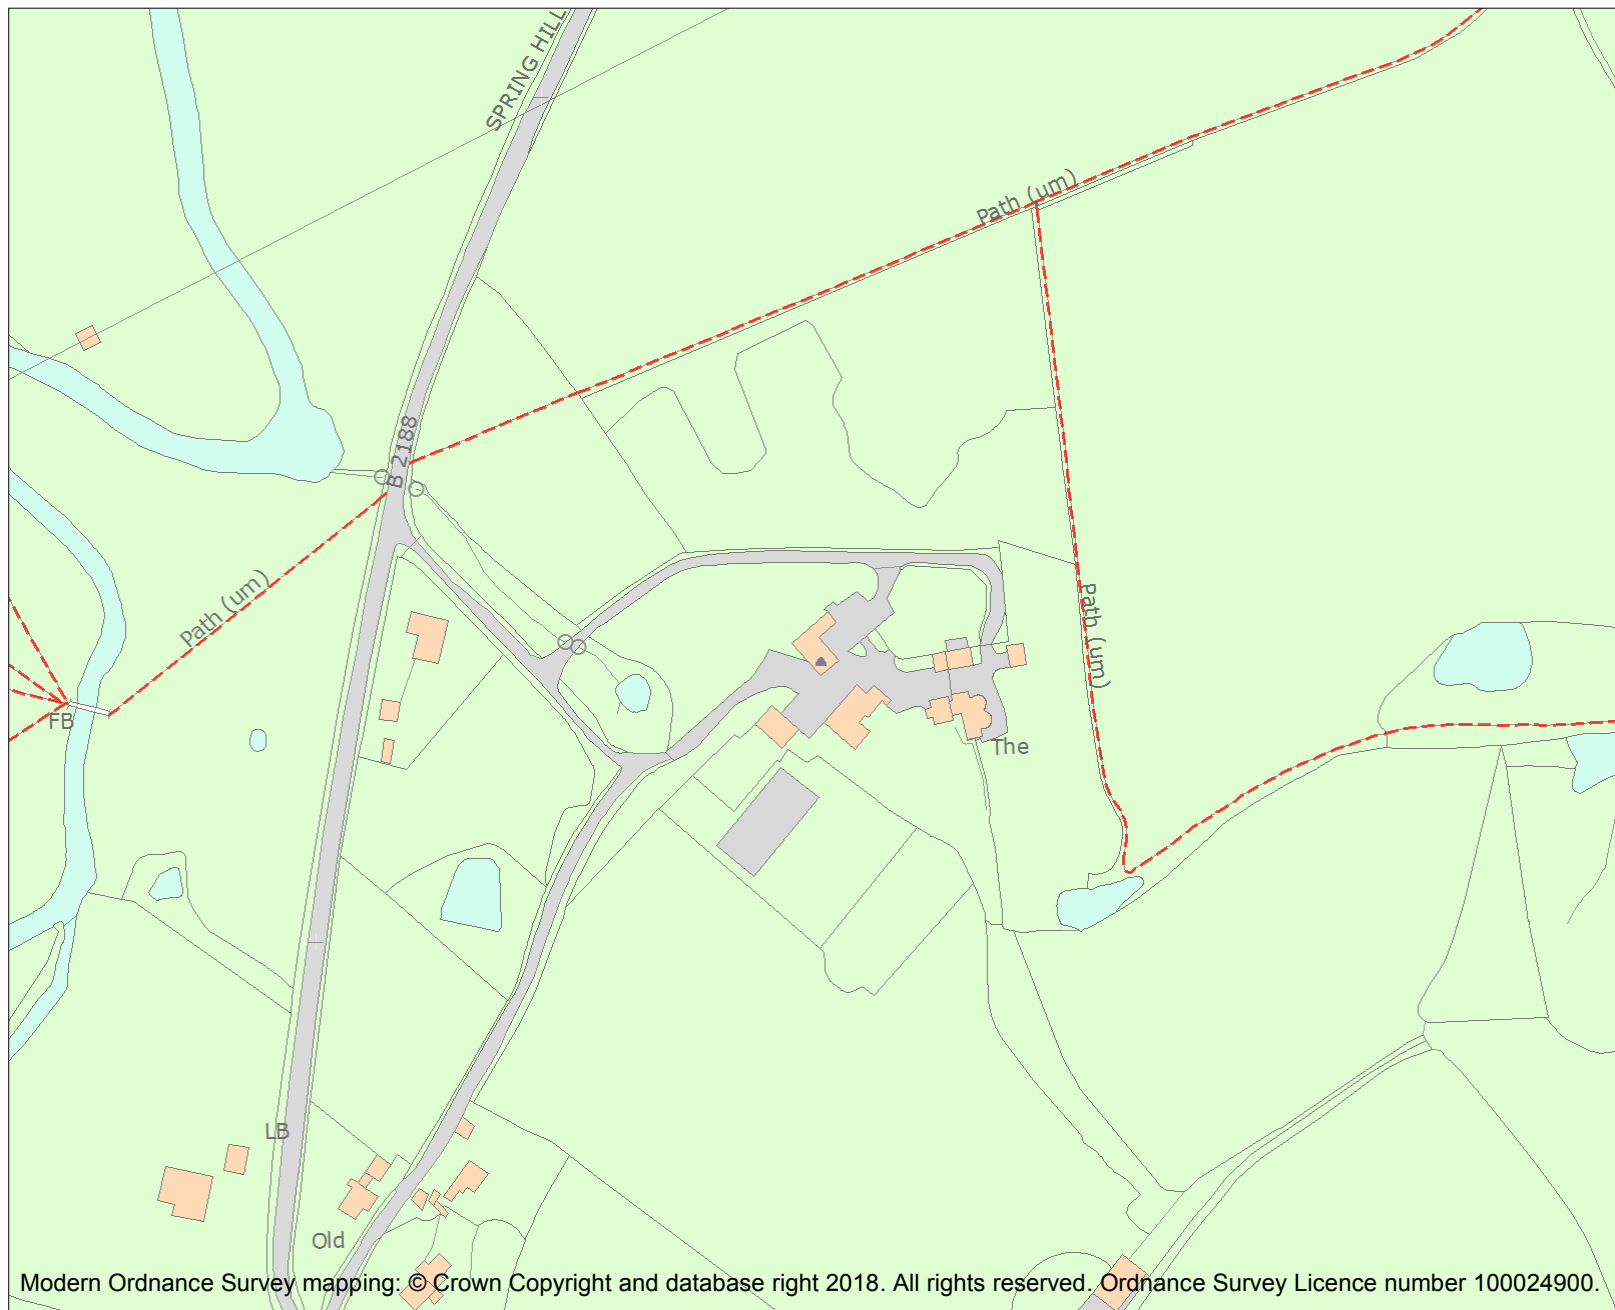 SPRING HILL
Path (um)
B 2188
Path (um)
Path (um)
FB
The
LB
Old
Modern Ordnance Survey mapping: © Crown Copyright and database right 2018. All rights reserved. Ordnance Survey Licence number 100024900.